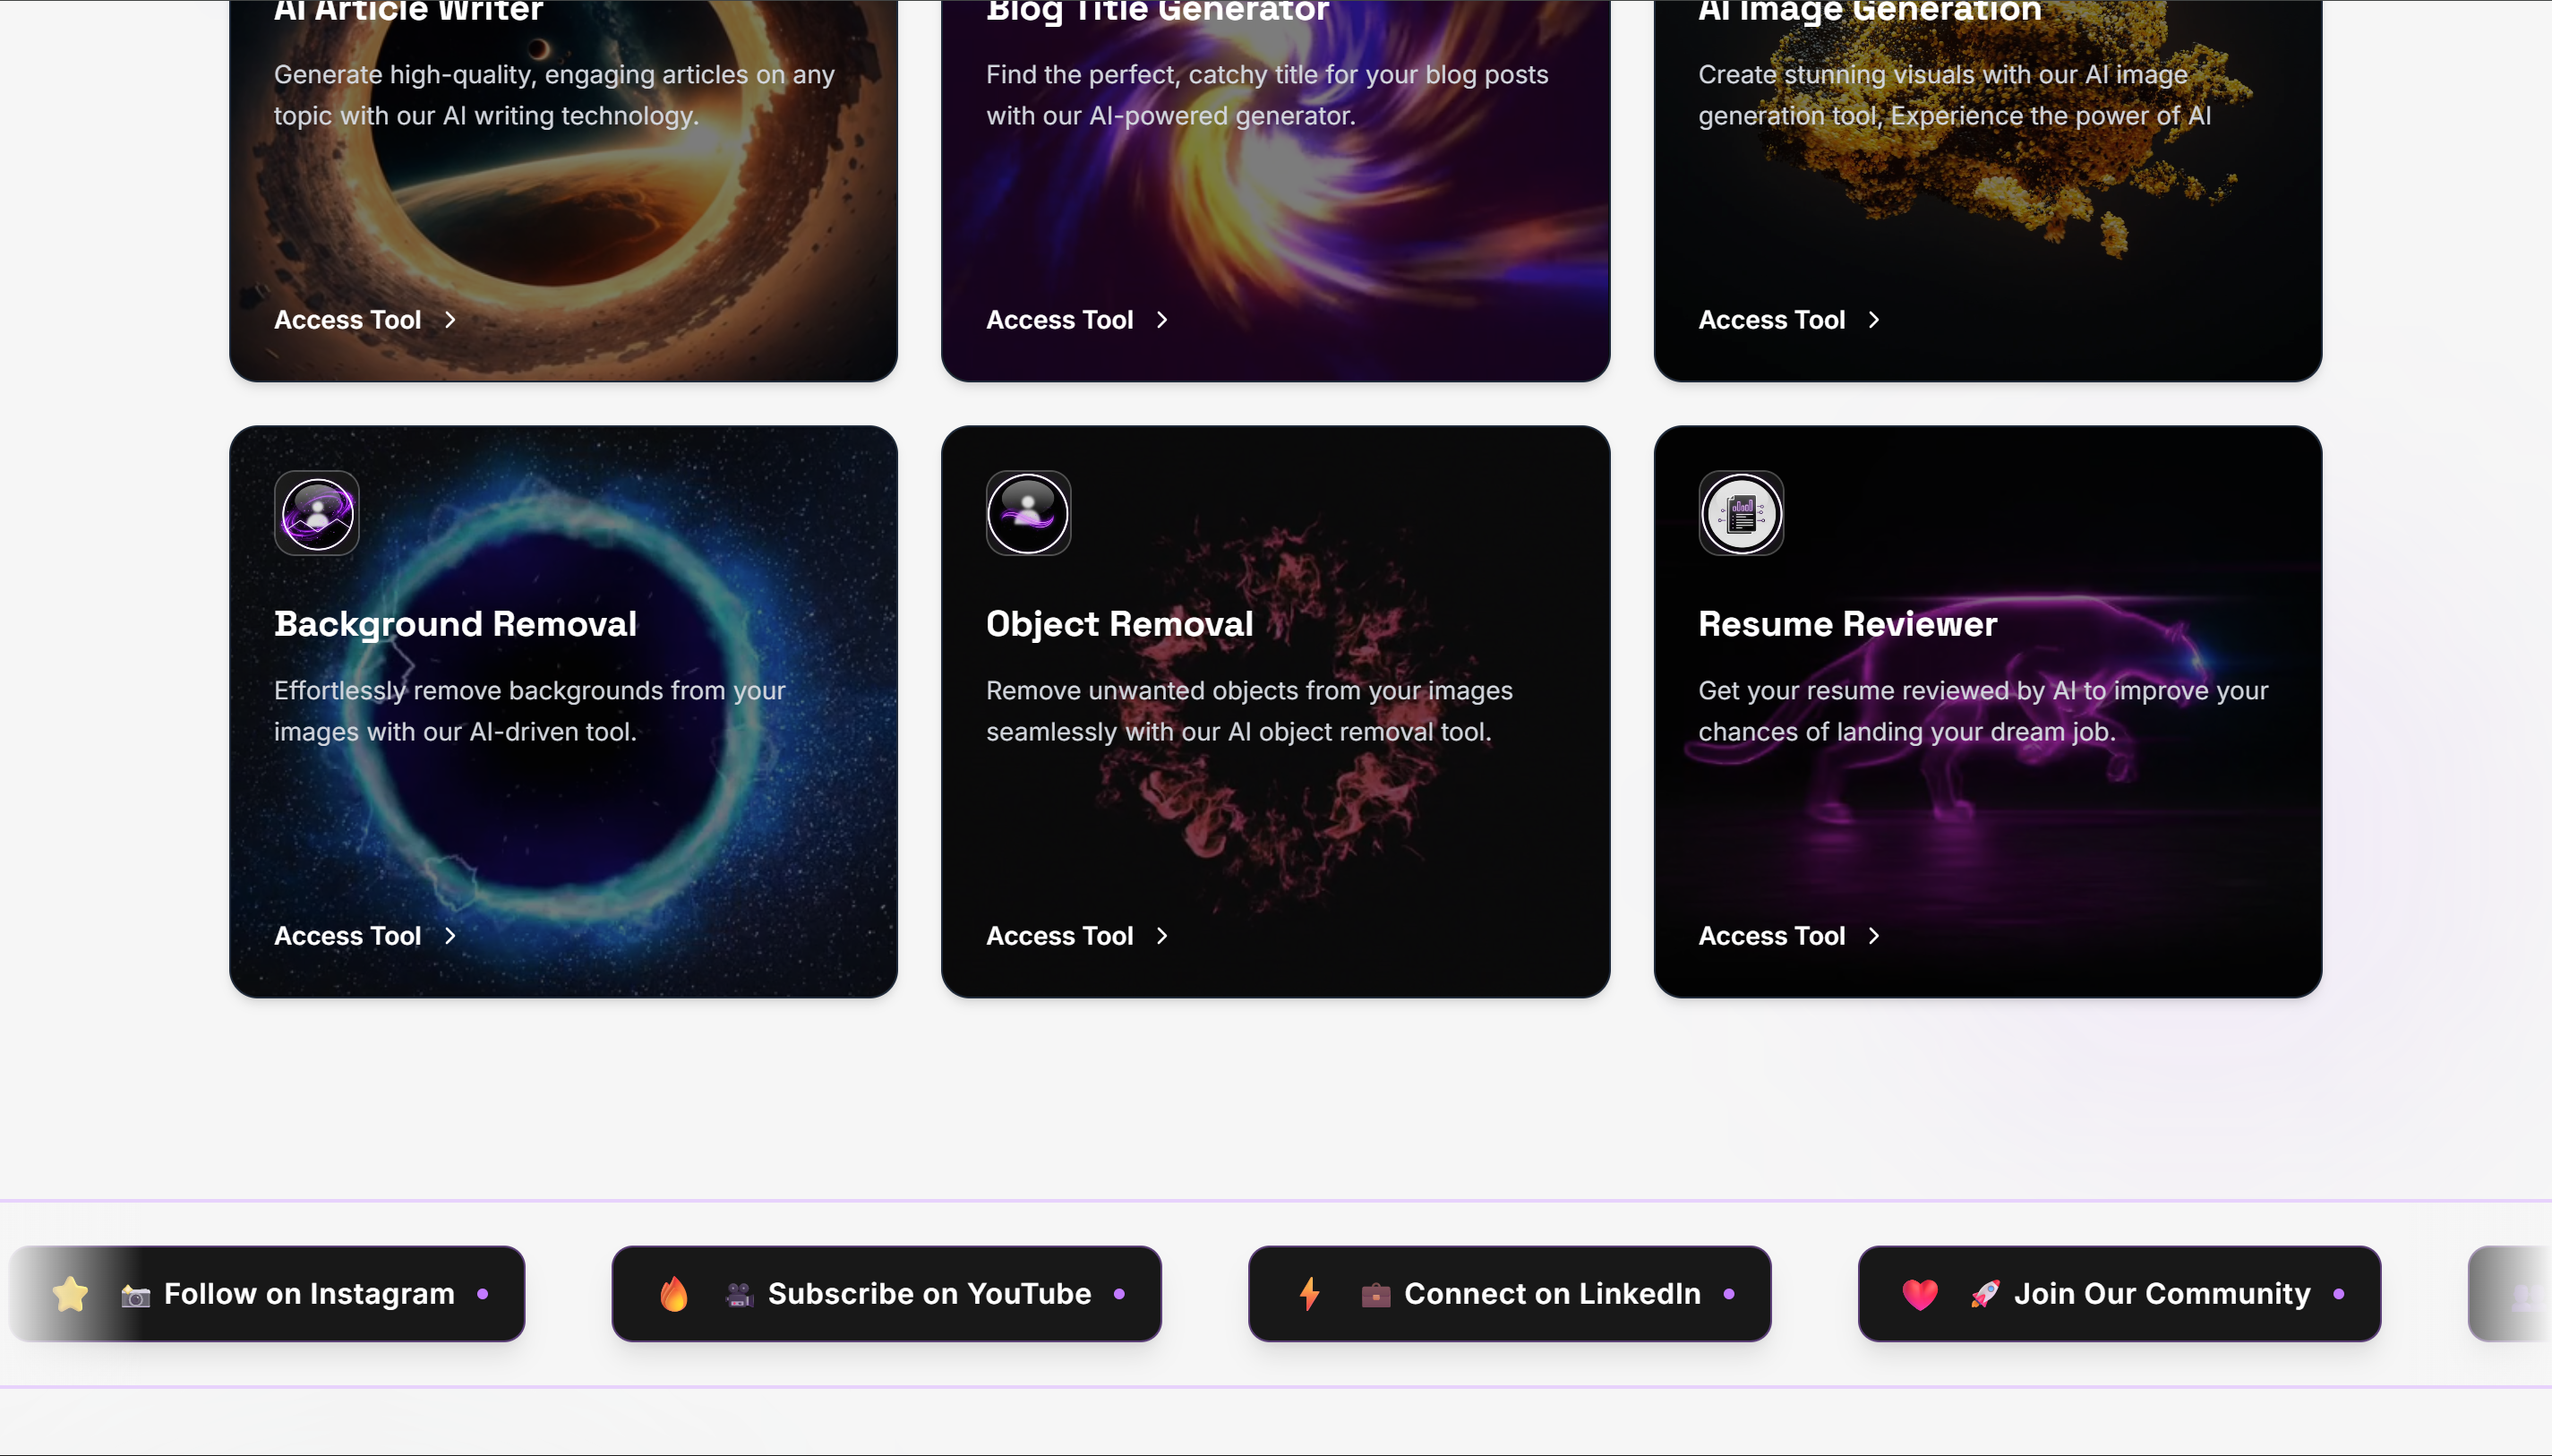 AI Article Writer
Generate high-quality, engaging articles on any
topic with our AI writing technology.
Access Tool
Blog Title Generator
Find the perfect, catchy title for your blog posts
with our AI-powered generator.
Access Tool
AI Image Generation
Create stunning visuals with our AI image
generation tool, Experience the power of AI
Access Tool
Background Removal
Effortlessly remove backgrounds from your
images with our AI-driven tool.
Access Tool
Object Removal
Remove unwanted objects from your images
seamlessly with our AI object removal tool.
Access Tool
Resume Reviewer
Get your resume reviewed by AI to improve your
chances of landing your dream job.
Access Tool
Follow on Instagram
Subscribe on YouTube
Connect on LinkedIn
Join Our Community